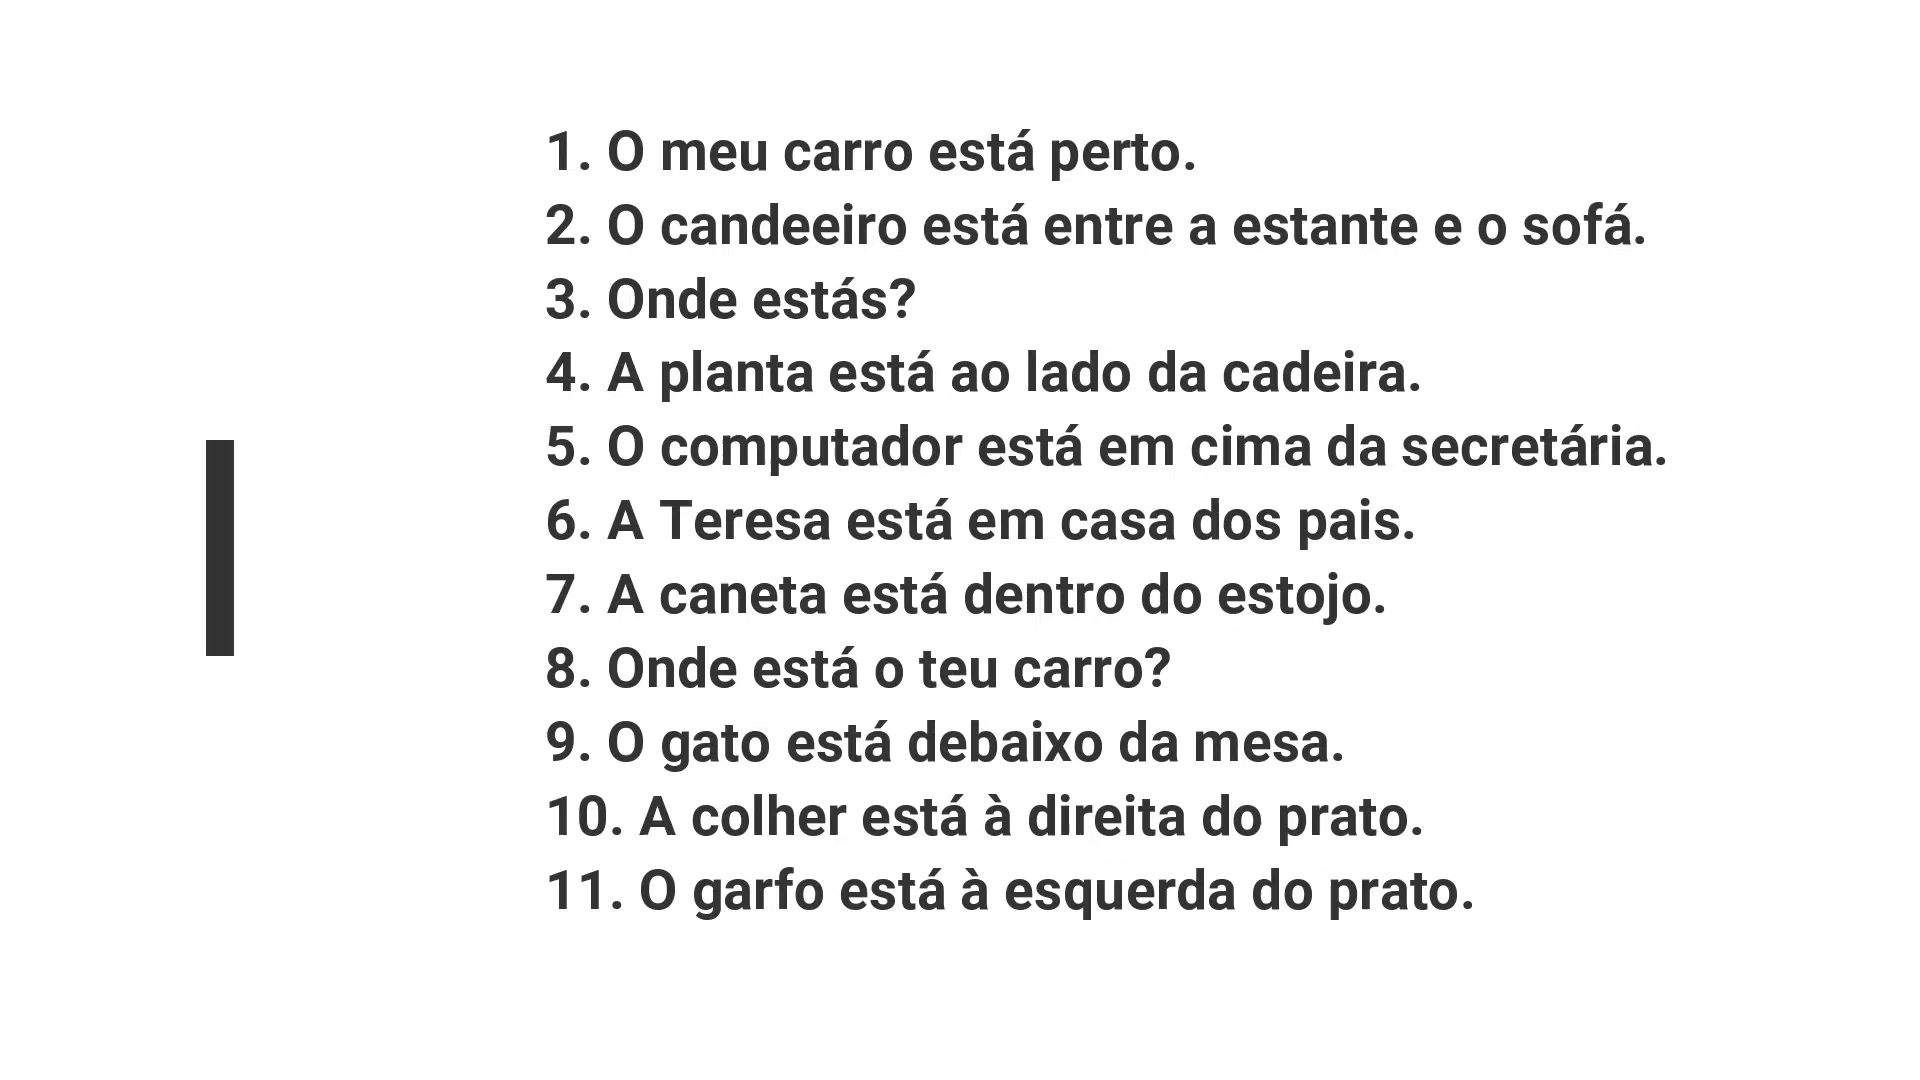 I
1. O meu carro está perto.
2. O candeeiro está entre a estante e o sofá.
3. Onde estás?
4. A planta está ao lado da cadeira.
5. O computador está em cima da secretária.
6. A Teresa está em casa dos pais.
7. A caneta está dentro do estojo.
8. Onde está o teu carro?
9. O gato está debaixo da mesa.
10. A colher está à direita do prato.
11. O garfo está à esquerda do prato.